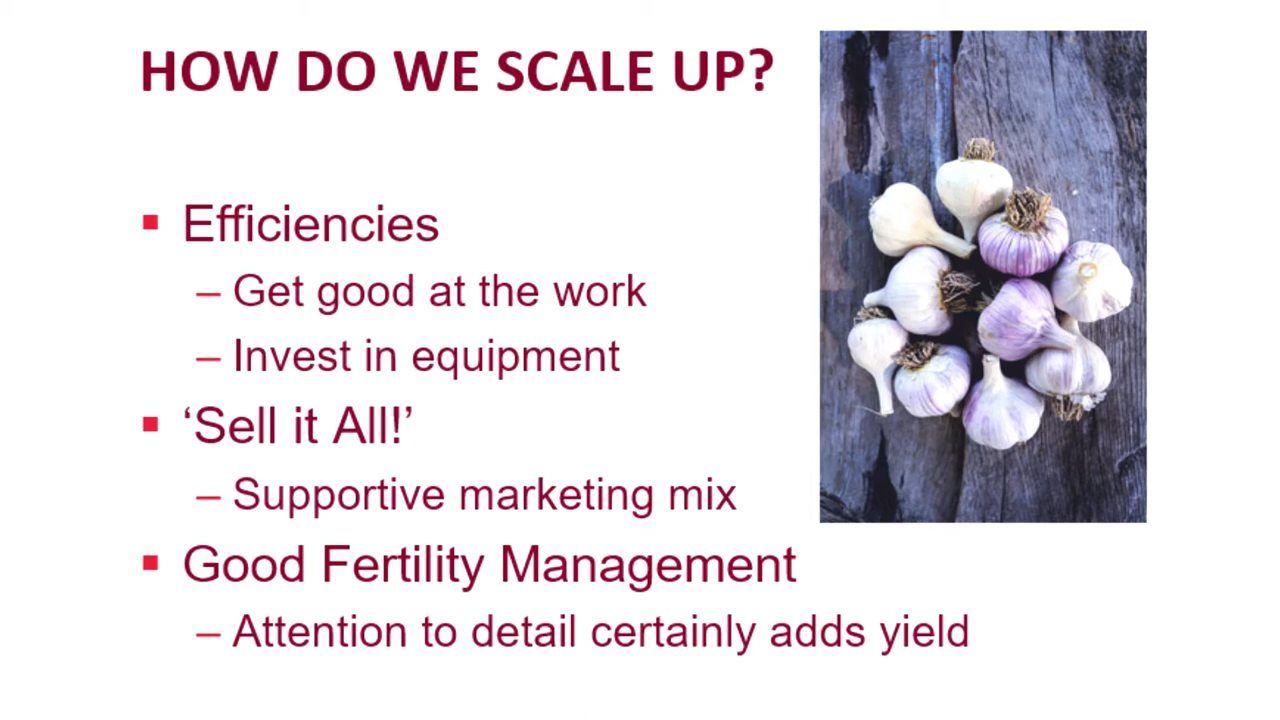 HOW DO WE SCALE UP?
▪ Efficiencies
– Get good at the work
– Invest in equipment
▪ ‘Sell it All!’
– Supportive marketing mix
▪ Good Fertility Management
– Attention to detail certainly adds yield